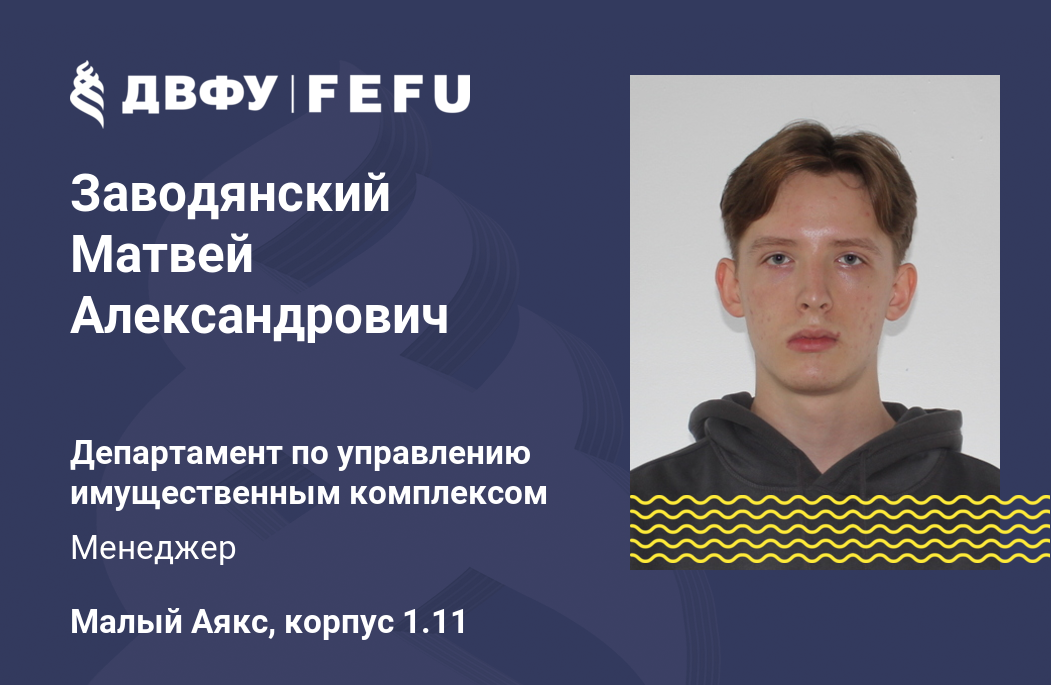 ДВФУ | FEFU
Заводянский
Матвей
Александрович
Департамент по управлению
имущественным комплексом
Менеджер
Малый Аякс, корпус 1.11